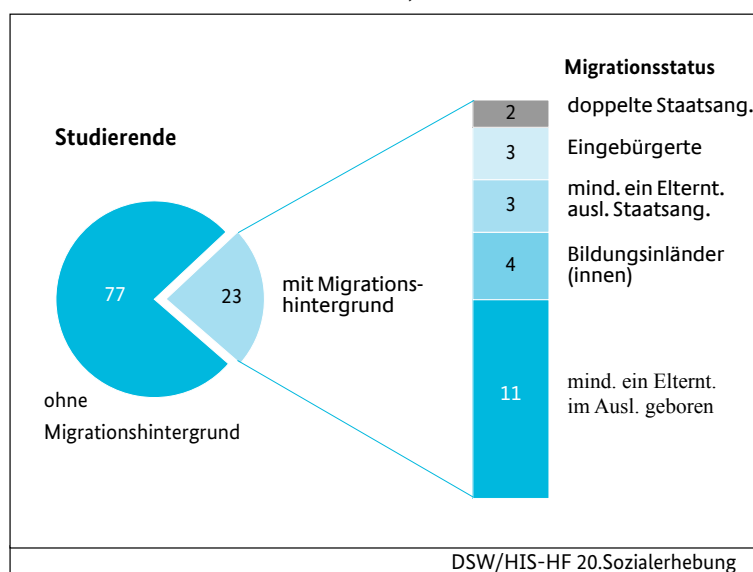 Migrationsstatus
Studierende
77
23
mit Migrations-
hintergrund
ohne
Migrationshintergrund
2
doppelte Staatsang.
3
Eingebürgerte
3
mind. ein Elternt.
ausl. Staatsang.
4
Bildungsinländer
(innen)
11
mind. ein Elternt.
im Ausl. geboren
DSW/HIS-HF 20.Sozialerhebung